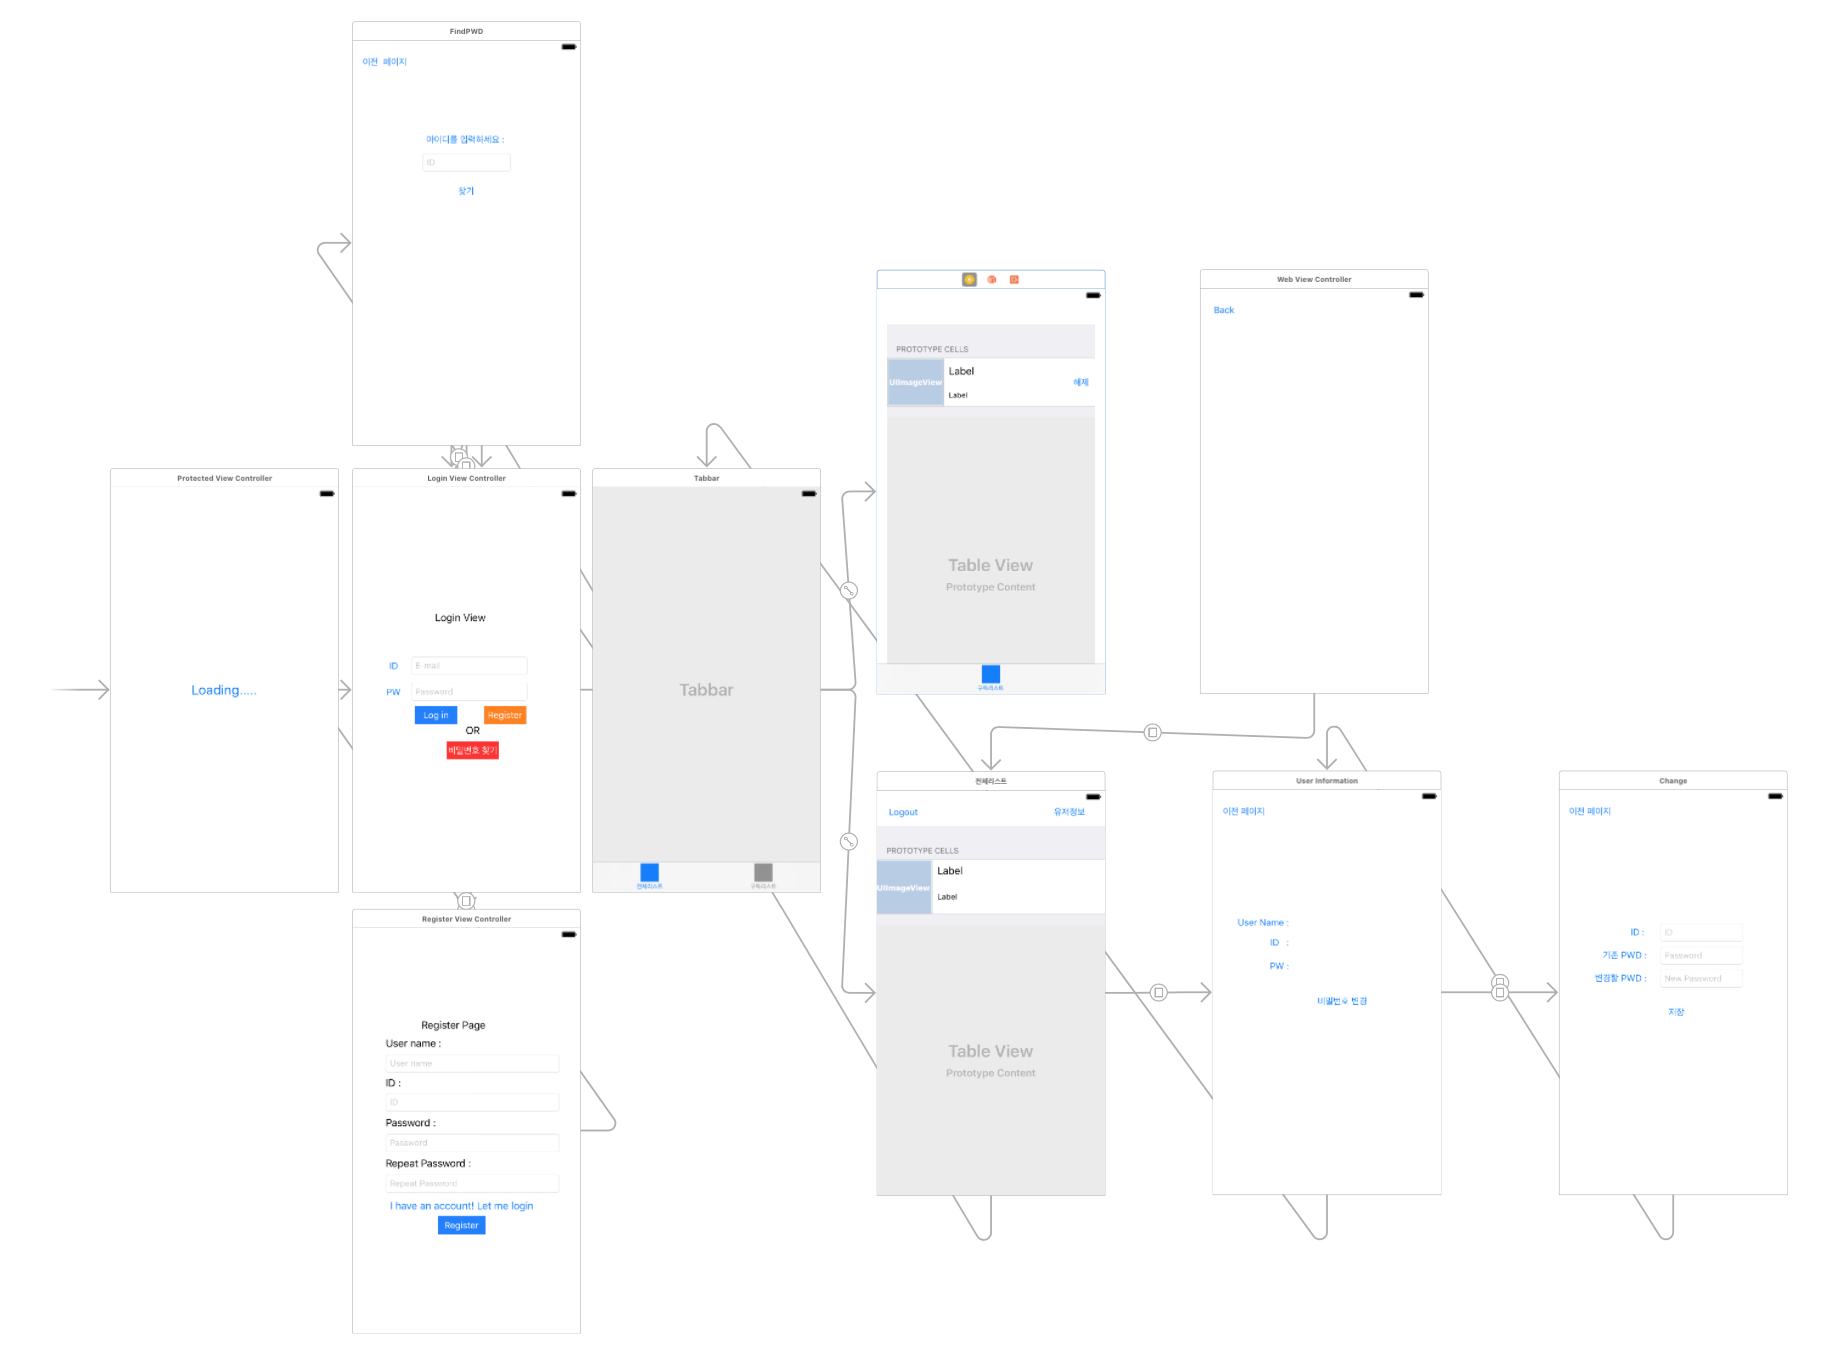 FindPWD
이전 페이지
아이디를 입력하세요 :
ID
찾기
Protected View Controller
Loading.....
Login View Controller
Login View
ID
E-mail
PW
Password
Log in
Register
OR
비밀번호 찾기
Register View Controller
Register Page
User name :
User name
ID :
ID
Password :
Password
Repeat Password :
Repeat Password
I have an account! Let me login
Register
Tabbar
Tabbar
전체리스트
구독리스트
PROTOTYPE CELLS
UIImageView
Label
Label
해제
Table View
Prototype Content
구독리스트
Web View Controller
Back
전체리스트
Logout
유저정보
PROTOTYPE CELLS
UIImageView
Label
Label
Table View
Prototype Content
User Information
이전 페이지
User Name :
ID :
PW :
비밀번호 변경
Change
이전 페이지
ID :
ID
기존 PWD :
Password
변경할 PWD :
New Password
저장